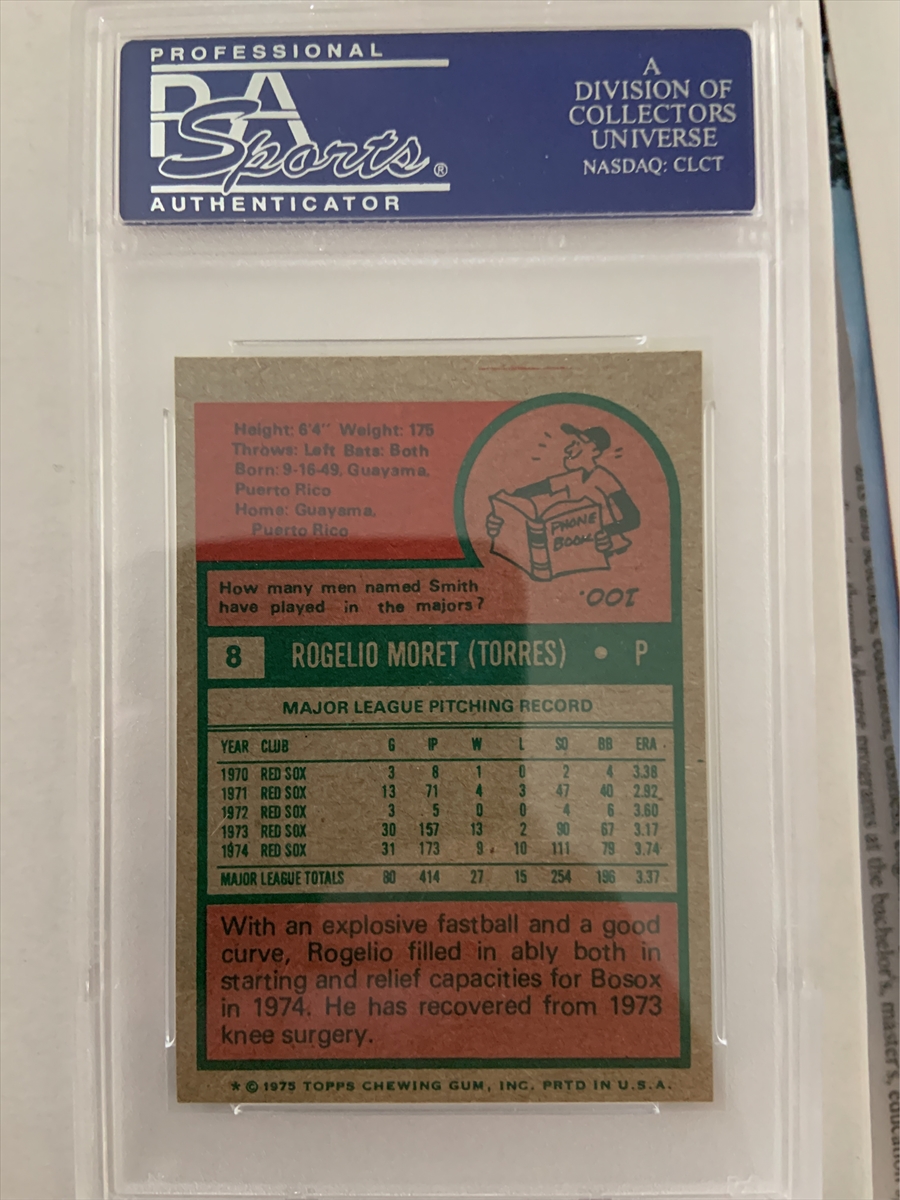 PROFESSIONAL
PSA
Sports®
AUTHENTICATOR
A
DIVISION OF
COLLECTORS
UNIVERSE
NASDAQ: CLCT
Height: 6'4" Weight: 175
Throws: Left Bats: Both
Born: 9-16-49, Guayama,
Puerto Rico
Home: Guayama,
Puerto Rico
PHONE
BOOK
How many men named Smith
have played in the majors?
100.
8 ROGELIO MORET (TORRES) • P
MAJOR LEAGUE PITCHING RECORD
YEAR CLUB G IP W L SO BB ERA
1970 RED SOX 3 8 1 0 2 4 3.38
1971 RED SOX 13 71 4 3 47 40 2.92
1972 RED SOX 3 5 0 0 4 6 3.60
1973 RED SOX 30 157 13 2 90 67 3.17
1974 RED SOX 31 173 9 10 111 79 3.74
MAJOR LEAGUE TOTALS 80 414 27 15 254 196 3.37
With an explosive fastball and a good
curve, Rogelio filled in ably both in
starting and relief capacities for Bosox
in 1974. He has recovered from 1973
knee surgery.
* © 1975 TOPPS CHEWING GUM, INC. PRTD IN U.S.A.
programs at the bachelor's, master's,